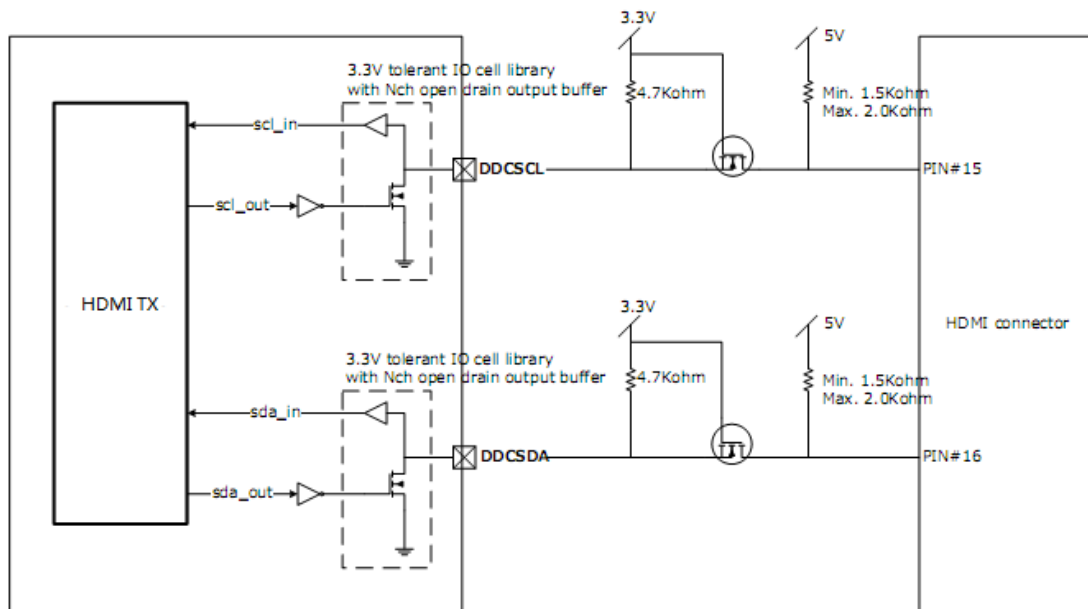 3.3V
5V
3.3V tolerant IO cell library
with Nch open drain output buffer
4.7Kohm
Min. 1.5Kohm
Max. 2.0Kohm
scl_in
DDCSCL
PIN#15
scl_out
HDMI TX
3.3V
5V
HDMI connector
3.3V tolerant IO cell library
with Nch open drain output buffer
4.7Kohm
Min. 1.5Kohm
Max. 2.0Kohm
sda_in
DDCSDA
PIN#16
sda_out